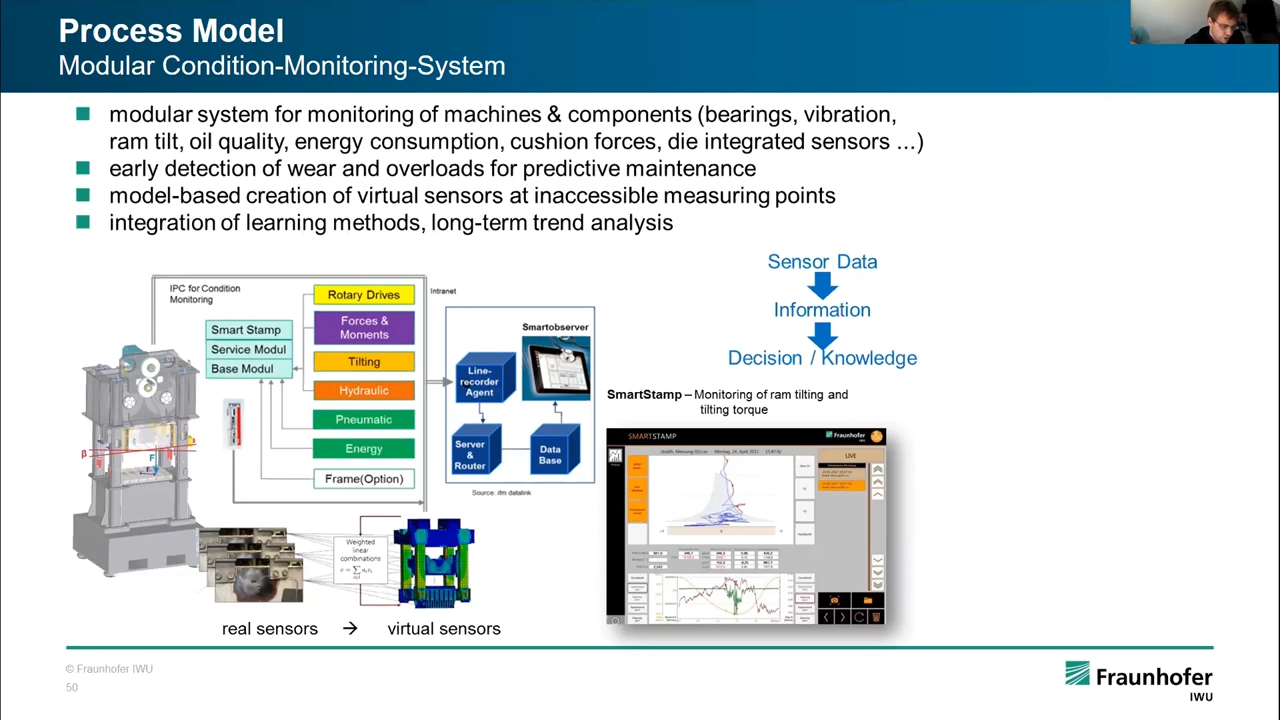 Process Model
Modular Condition-Monitoring-System
modular system for monitoring of machines & components (bearings, vibration,
ram tilt, oil quality, energy consumption, cushion forces, die integrated sensors ...)
early detection of wear and overloads for predictive maintenance
model-based creation of virtual sensors at inaccessible measuring points
integration of learning methods, long-term trend analysis
IPC for Condition
Monitoring
Smart Stamp
Service Modul
Base Modul
Rotary Drives
Forces &
Moments
Tilting
Hydraulic
Pneumatic
Energy
Frame(Option)
Intranet
Smartobserver
Line-
recorder
Agent
Server
&
Router
Data
Base
Source: ifm datalink
β
F
Weighted
linear
combinations
real sensors → virtual sensors
Sensor Data
Information
Decision / Knowledge
SmartStamp – Monitoring of ram tilting and
tilting torque
SMARTSTAMP
Fraunhofer
IWU
LIVE
© Fraunhofer IWU
50
Fraunhofer
IWU